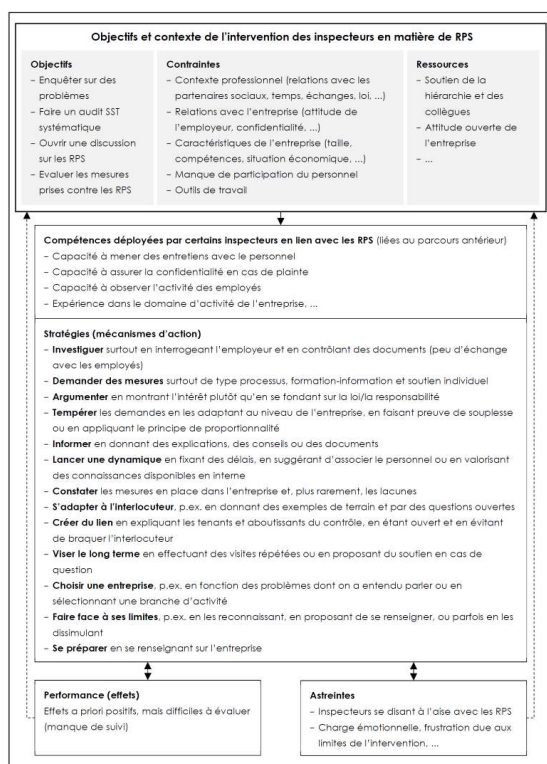 Objectifs et contexte de l'intervention des inspecteurs en matière de RPS
Objectifs
– Enquêter sur des
problèmes
– Faire un audit SST
systématique
– Ouvrir une discussion
sur les RPS
– Evaluer les mesures
prises contre les RPS
Contraintes
– Contexte professionnel (relations avec les
partenaires sociaux, temps, échanges, loi, ...)
– Relations avec l'entreprise (attitude de
l'employeur, confidentialité, ...)
– Caractéristiques de l'entreprise (taille,
compétences, situation économique, ...)
– Manque de participation du personnel
– Outils de travail
Ressources
– Soutien de la
hiérarchie et des
collègues
– Attitude ouverte de
l'entreprise
– ...
Compétences déployées par certains inspecteurs en lien avec les RPS (liées au parcours antérieur)
– Capacité à mener des entretiens avec le personnel
– Capacité à assurer la confidentialité en cas de plainte
– Capacité à observer l'activité des employés
– Expérience dans le domaine d'activité de l'entreprise, ...
Stratégies (mécanismes d'action)
– Investiguer surtout en interrogeant l'employeur et en contrôlant des documents (peu d'échange
avec les employés)
– Demander des mesures surtout de type processus, formation-information et soutien individuel
– Argumenter en montrant l'intérêt plutôt qu'en se fondant sur la loi/la responsabilité
– Tempérer les demandes en les adaptant au niveau de l'entreprise, en faisant preuve de souplesse
ou en appliquant le principe de proportionnalité
– Informer en donnant des explications, des conseils ou des documents
– Lancer une dynamique en fixant des délais, en suggérant d'associer le personnel ou en valorisant
des connaissances disponibles en interne
– Constater les mesures en place dans l'entreprise et, plus rarement, les lacunes
– S'adapter à l'interlocuteur, p.ex. en donnant des exemples de terrain et par des questions ouvertes
– Créer du lien en expliquant les tenants et aboutissants du contrôle, en étant ouvert et en évitant
de braquer l'interlocuteur
– Viser le long terme en effectuant des visites répétées ou en proposant du soutien en cas de
question
– Choisir une entreprise, p.ex. en fonction des problèmes dont on a entendu parler ou en
sélectionnant une branche d'activité
– Faire face à ses limites, p.ex. en les reconnaissant, en proposant de se renseigner, ou parfois en les
dissimulant
– Se préparer en se renseignant sur l'entreprise
Performance (effets)
Effets a priori positifs, mais difficiles à évaluer
(manque de suivi)
Astreintes
– Inspecteurs se disant à l'aise avec les RPS
– Charge émotionnelle, frustration due aux
limites de l'intervention, ...